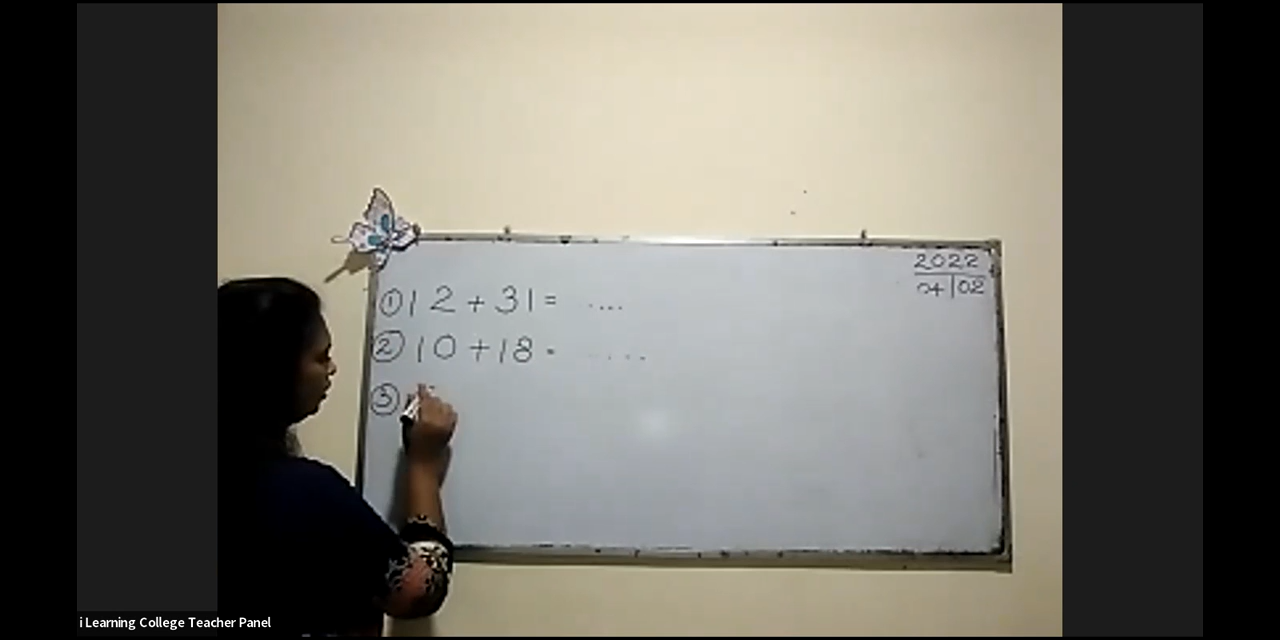 2022
04|02
① 12 + 31 = ....
② 10 + 18 = ....
③
i Learning College Teacher Panel